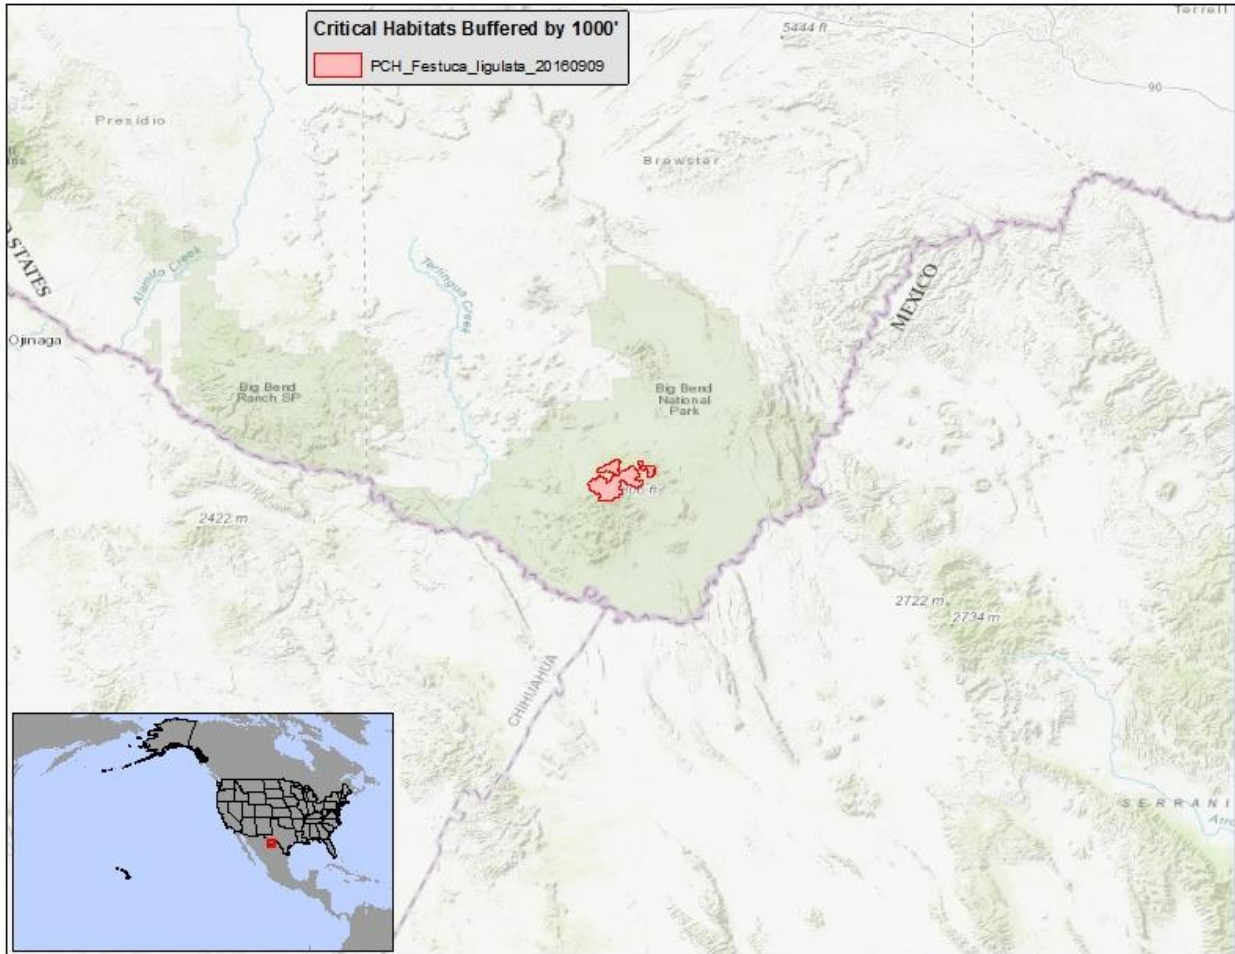 Critical Habitats Buffered by 1000'
PCH_Festuca_ligulata_20160909
Terrell
5444 ft
90
Presidio
Brewster
STATES
Alamito Creek
Terlingua Creek
MEXICO
Ojinaga
Big Bend
Ranch SP
Big Bend
National
Park
2422 m
2722 m
2734 m
CHIHUAHUA
SERRANI